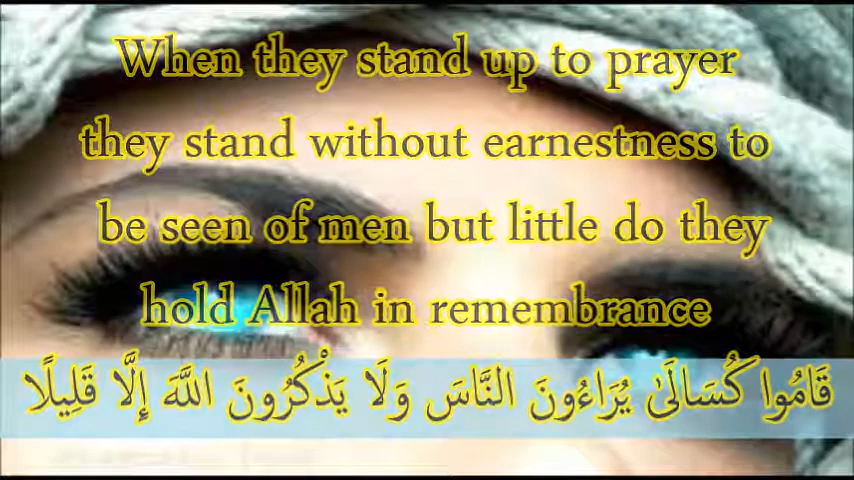 When they stand up to prayer
they stand without earnestness to
be seen of men but little do they
hold Allah in remembrance
قَامُوا كُسَالَىٰ يُرَاءُونَ النَّاسَ وَلَا يَذْكُرُونَ اللَّهَ إِلَّا قَلِيلًا